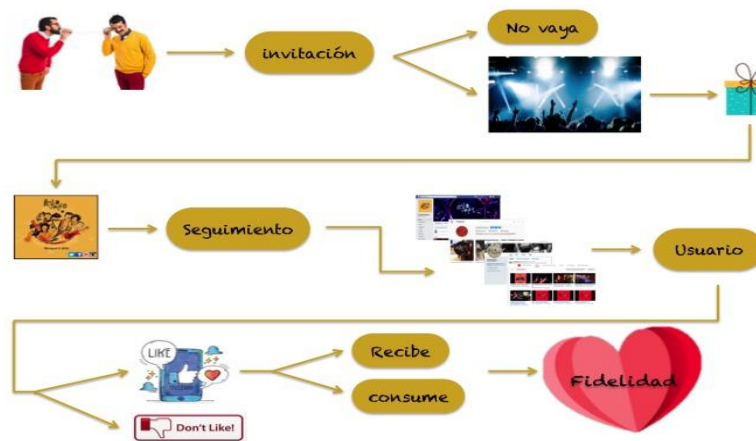 No vaya
invitación
Seguimiento
Usuario
LIKE
Recibe
consume
Fidelidad
Don't Like!